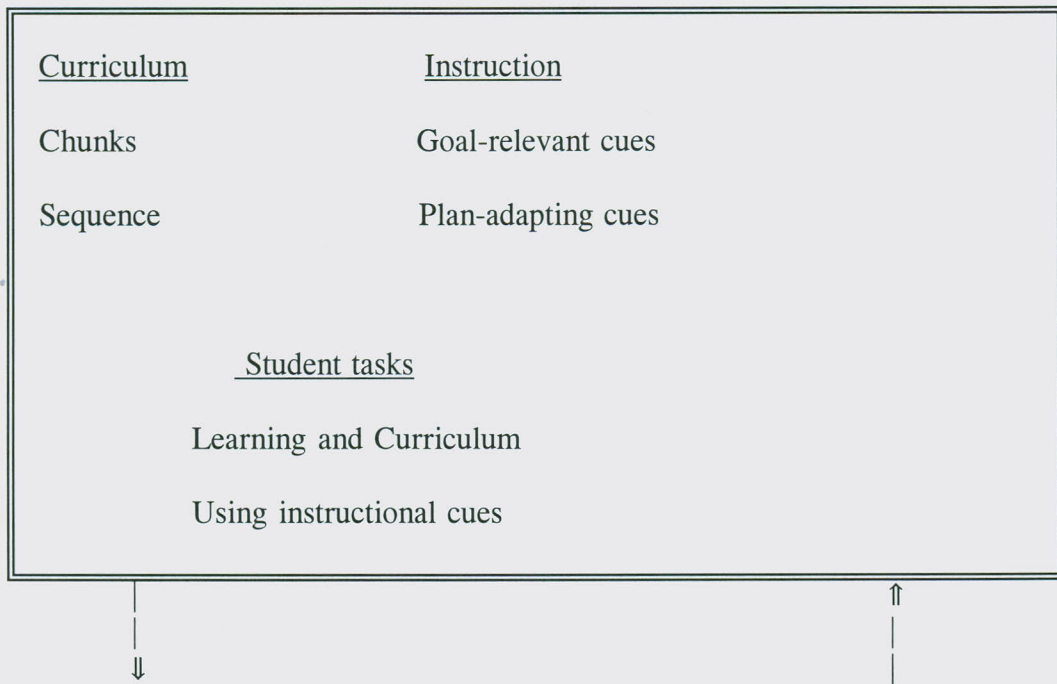 Curriculum Instruction
Chunks Goal-relevant cues
Sequence Plan-adapting cues
Student tasks
Learning and Curriculum
Using instructional cues